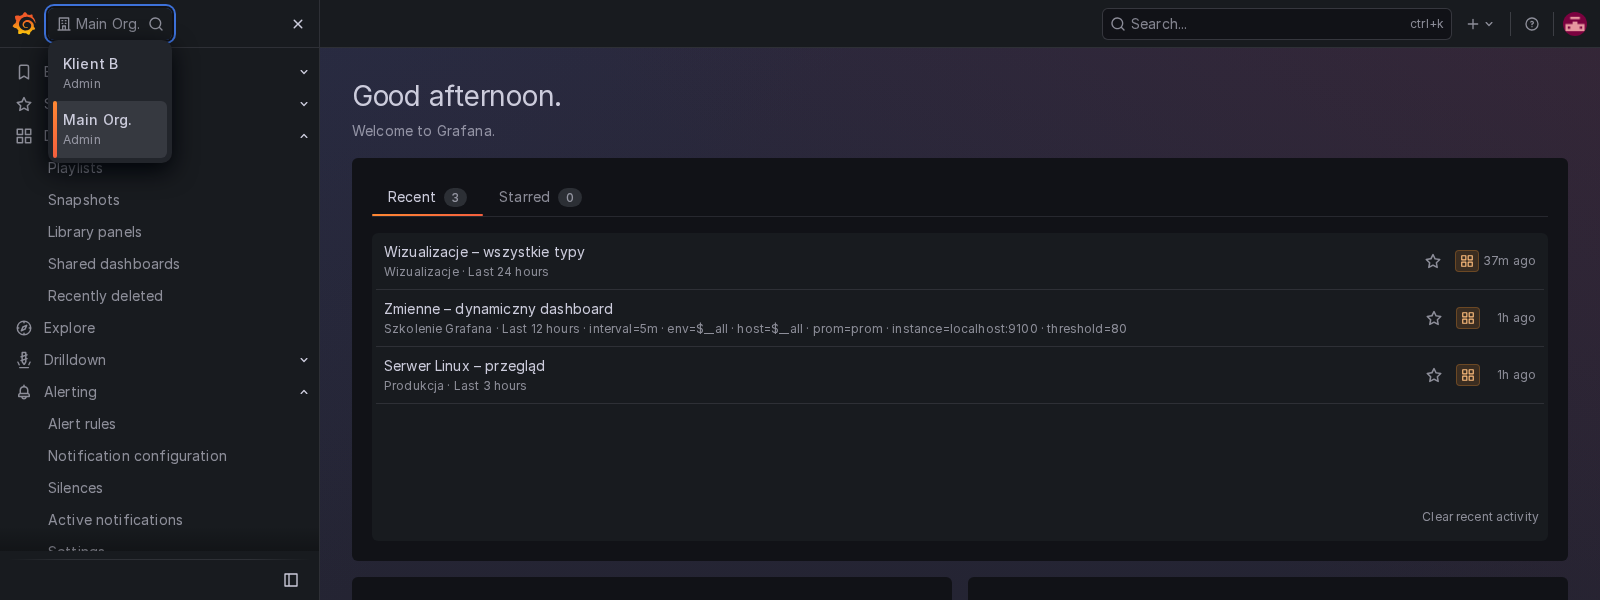 Main Org.
Search...
ctrl+k
Klient B
Admin
Main Org.
Admin
Playlists
Snapshots
Library panels
Shared dashboards
Recently deleted
Explore
Drilldown
Alerting
Alert rules
Notification configuration
Silences
Active notifications
Settings
Good afternoon.
Welcome to Grafana.
Recent 3
Starred 0
Wizualizacje – wszystkie typy
Wizualizacje · Last 24 hours
37m ago
Zmienne – dynamiczny dashboard
Szkolenie Grafana · Last 12 hours · interval=5m · env=$__all · host=$__all · prom=prom · instance=localhost:9100 · threshold=80
1h ago
Serwer Linux – przegląd
Produkcja · Last 3 hours
1h ago
Clear recent activity